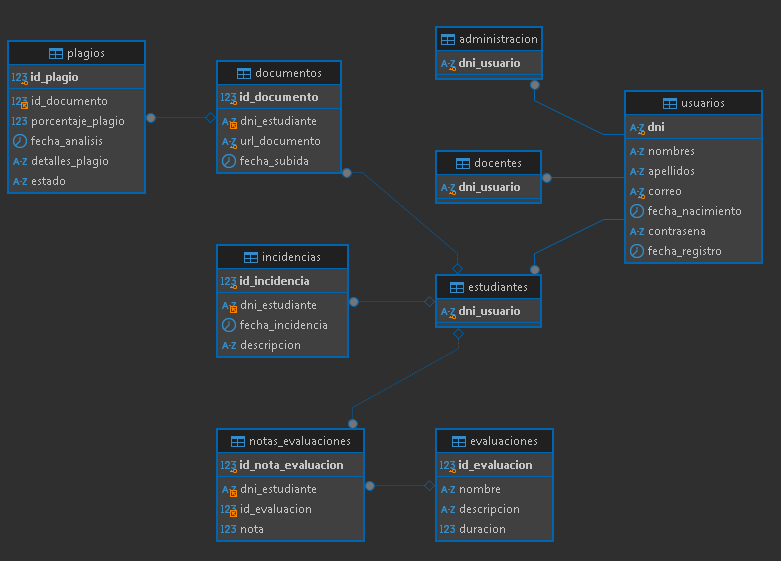 plagios
123 id_plagio
123 id_documento
123 porcentaje_plagio
fecha_analisis
A-Z detalles_plagio
A-Z estado
documentos
123 id_documento
A-Z dni_estudiante
A-Z url_documento
fecha_subida
administracion
A-Z dni_usuario
usuarios
A-Z dni
A-Z nombres
A-Z apellidos
A-Z correo
fecha_nacimiento
A-Z contrasena
fecha_registro
docentes
A-Z dni_usuario
incidencias
123 id_incidencia
A-Z dni_estudiante
fecha_incidencia
A-Z descripcion
estudiantes
A-Z dni_usuario
notas_evaluaciones
123 id_nota_evaluacion
A-Z dni_estudiante
123 id_evaluacion
123 nota
evaluaciones
123 id_evaluacion
A-Z nombre
A-Z descripcion
123 duracion